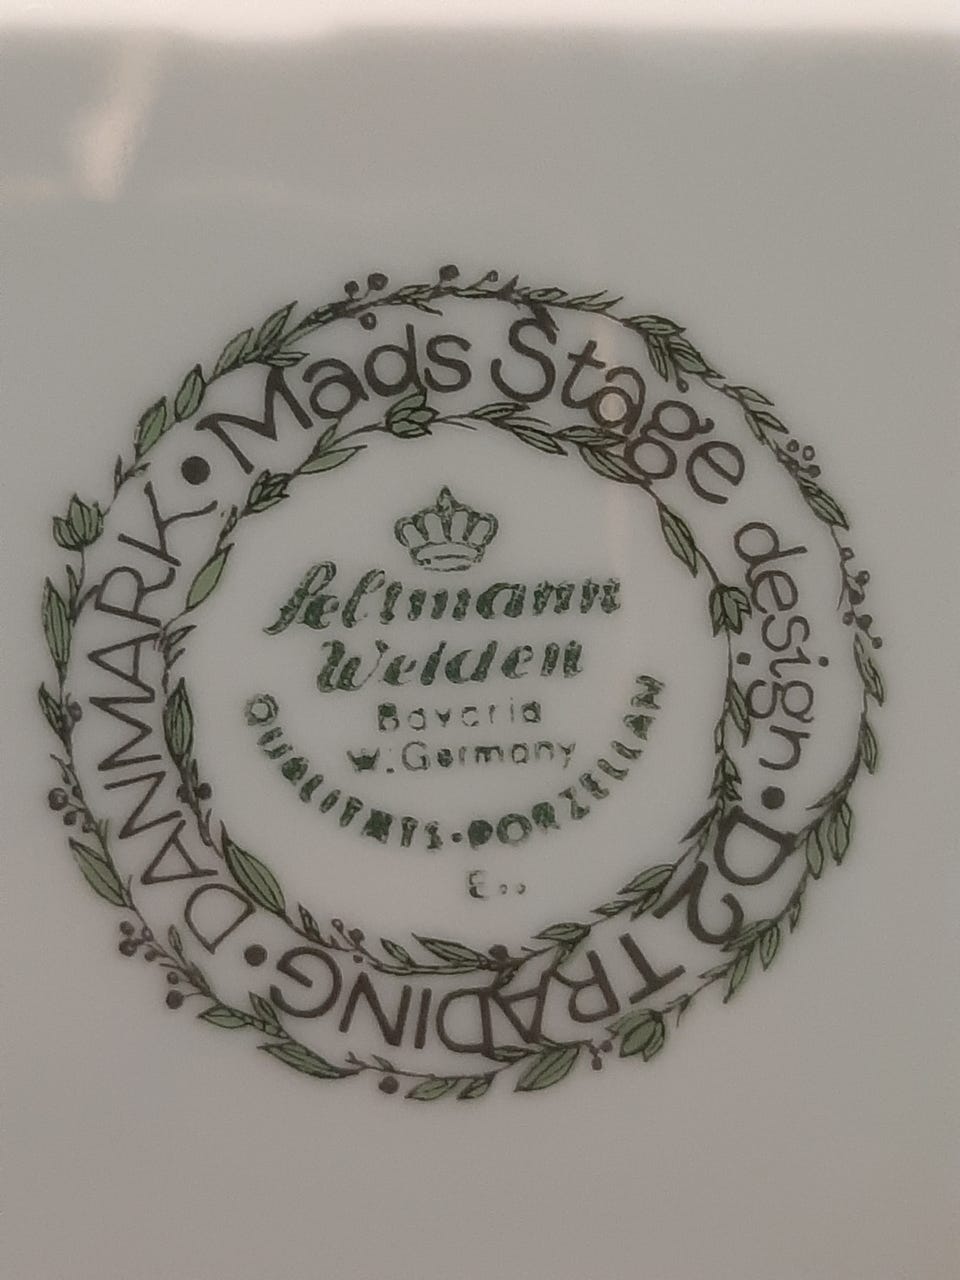 Mads Stage design • D2 TRADING • DANMARK •
Seltmann
Weiden
Bavaria
W. Germany
QUALITÄTS-PORZELLAN
E..